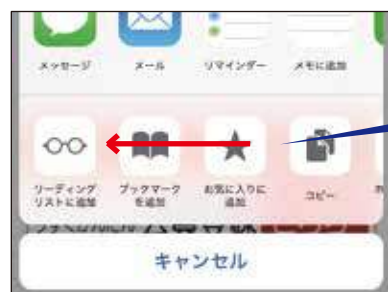 メッセージ
メール
リマインダー
メモに追加
リーディング
リストに追加
ブックマーク
を追加
お気に入りに
追加
コピー
キャンセル